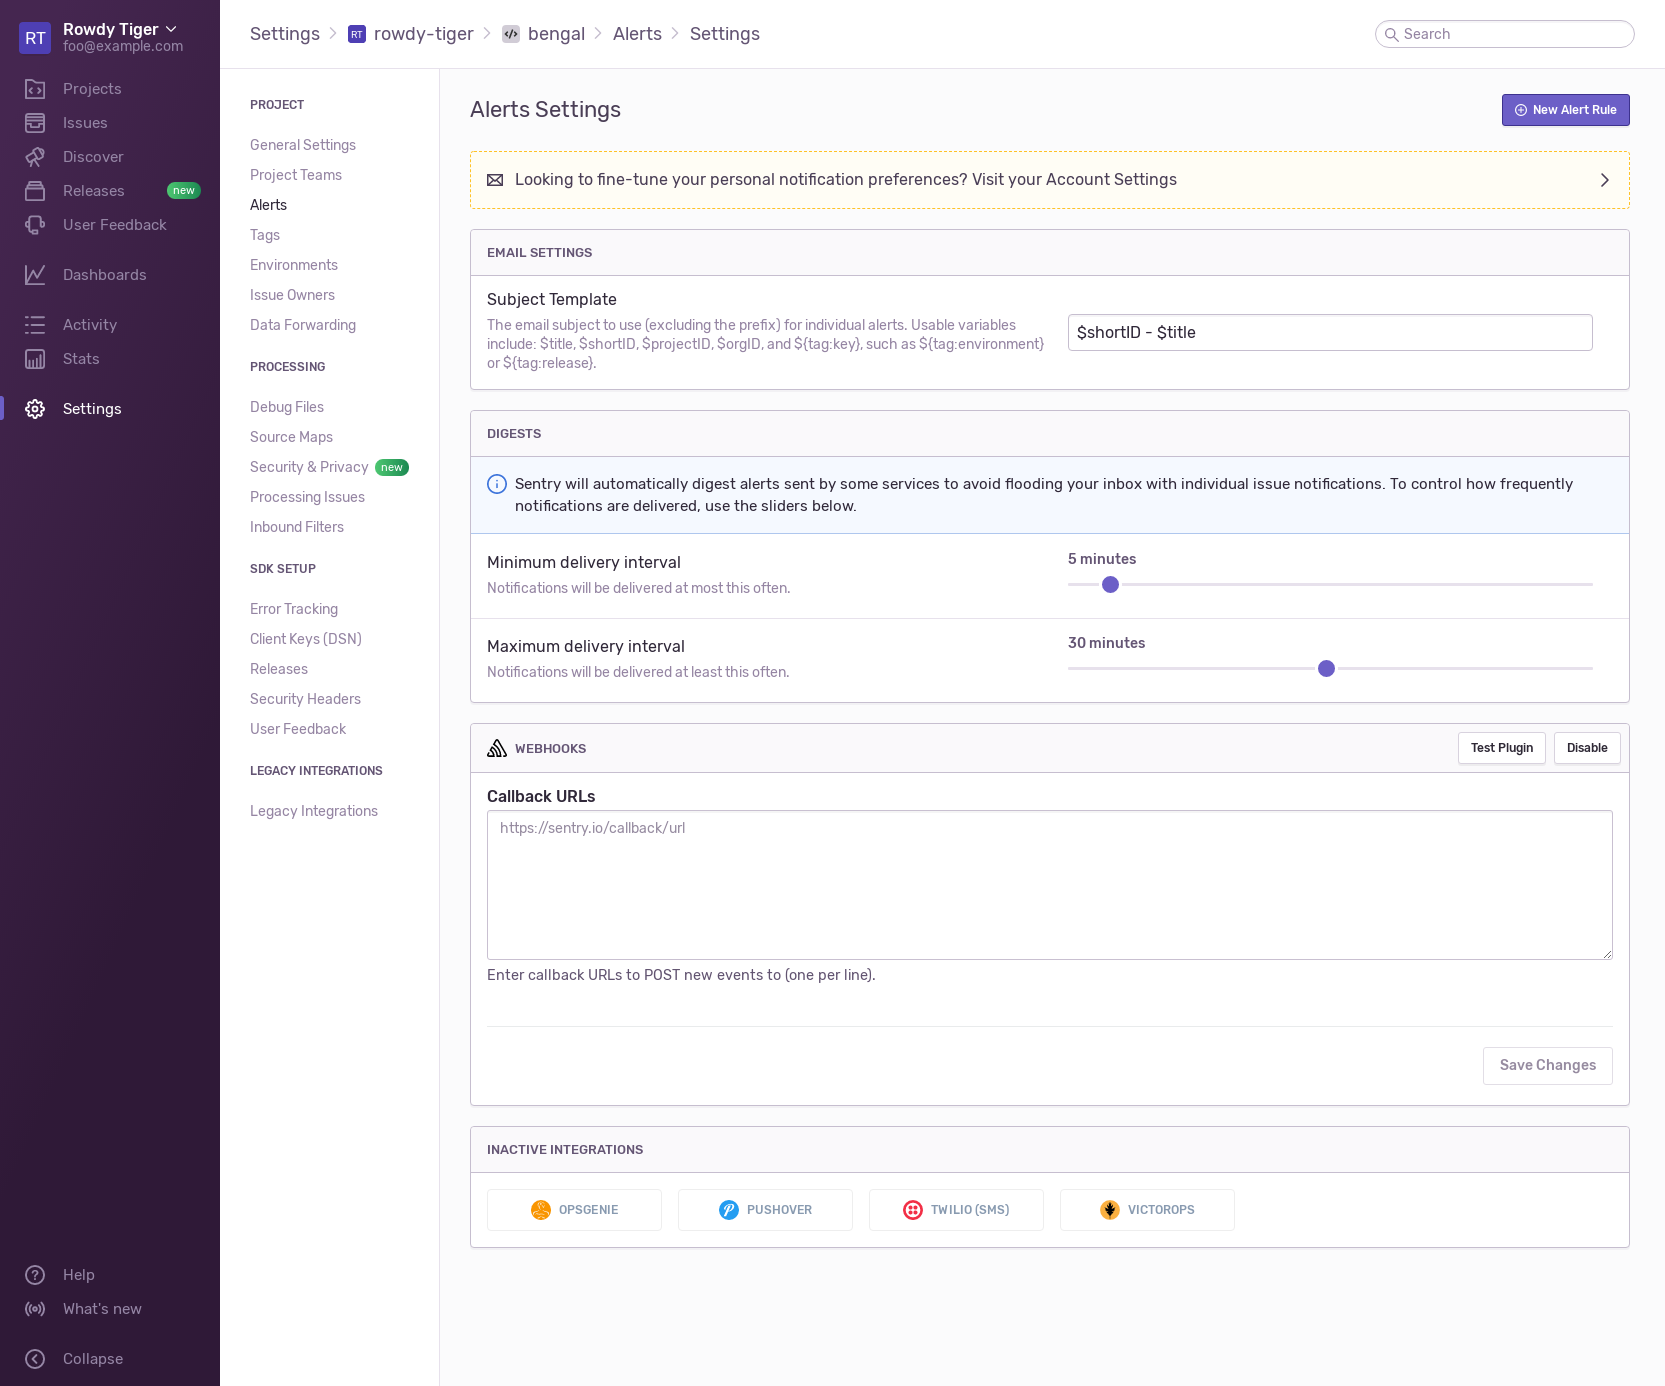 RT
Rowdy Tiger
foo@example.com
Projects
Issues
Discover
Releases new
User Feedback
Dashboards
Activity
Stats
Settings
Help
What's new
Collapse
Settings
RT rowdy-tiger
bengal
Alerts
Settings
Search
PROJECT
General Settings
Project Teams
Alerts
Tags
Environments
Issue Owners
Data Forwarding
PROCESSING
Debug Files
Source Maps
Security & Privacy new
Processing Issues
Inbound Filters
SDK SETUP
Error Tracking
Client Keys (DSN)
Releases
Security Headers
User Feedback
LEGACY INTEGRATIONS
Legacy Integrations
Alerts Settings
New Alert Rule
Looking to fine-tune your personal notification preferences? Visit your Account Settings
EMAIL SETTINGS
Subject Template
The email subject to use (excluding the prefix) for individual alerts. Usable variables
include: $title, $shortID, $projectID, $orgID, and ${tag:key}, such as ${tag:environment}
or ${tag:release}.
$shortID - $title
DIGESTS
Sentry will automatically digest alerts sent by some services to avoid flooding your inbox with individual issue notifications. To control how frequently
notifications are delivered, use the sliders below.
Minimum delivery interval
Notifications will be delivered at most this often.
5 minutes
Maximum delivery interval
Notifications will be delivered at least this often.
30 minutes
WEBHOOKS
Test Plugin
Disable
Callback URLs
https://sentry.io/callback/url
Enter callback URLs to POST new events to (one per line).
Save Changes
INACTIVE INTEGRATIONS
OPSGENIE
PUSHOVER
TWILIO (SMS)
VICTOROPS